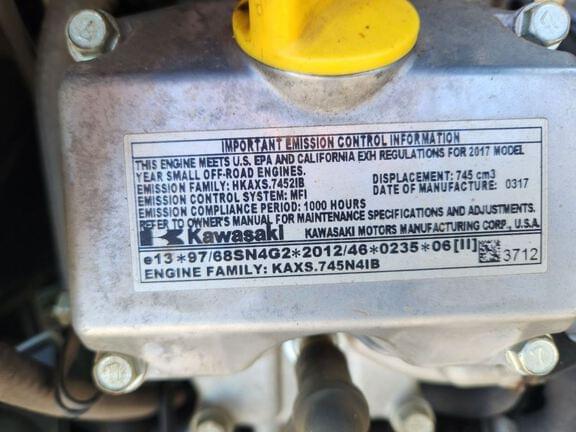 IMPORTANT EMISSION CONTROL INFORMATION
THIS ENGINE MEETS U.S. EPA AND CALIFORNIA EXH REGULATIONS FOR 2017 MODEL
YEAR SMALL OFF-ROAD ENGINES.
DISPLACEMENT: 745 cm3
EMISSION FAMILY: HKAXS.7452IB
DATE OF MANUFACTURE: 0317
EMISSION CONTROL SYSTEM: MFI
EMISSION COMPLIANCE PERIOD: 1000 HOURS
REFER TO OWNER'S MANUAL FOR MAINTENANCE SPECIFICATIONS AND ADJUSTMENTS.
Kawasaki KAWASAKI MOTORS MANUFACTURING CORP., U.S.A.
e13*97/68SN4G2*2012/46*0235*06[II] 3712
ENGINE FAMILY: KAXS.745N4IB